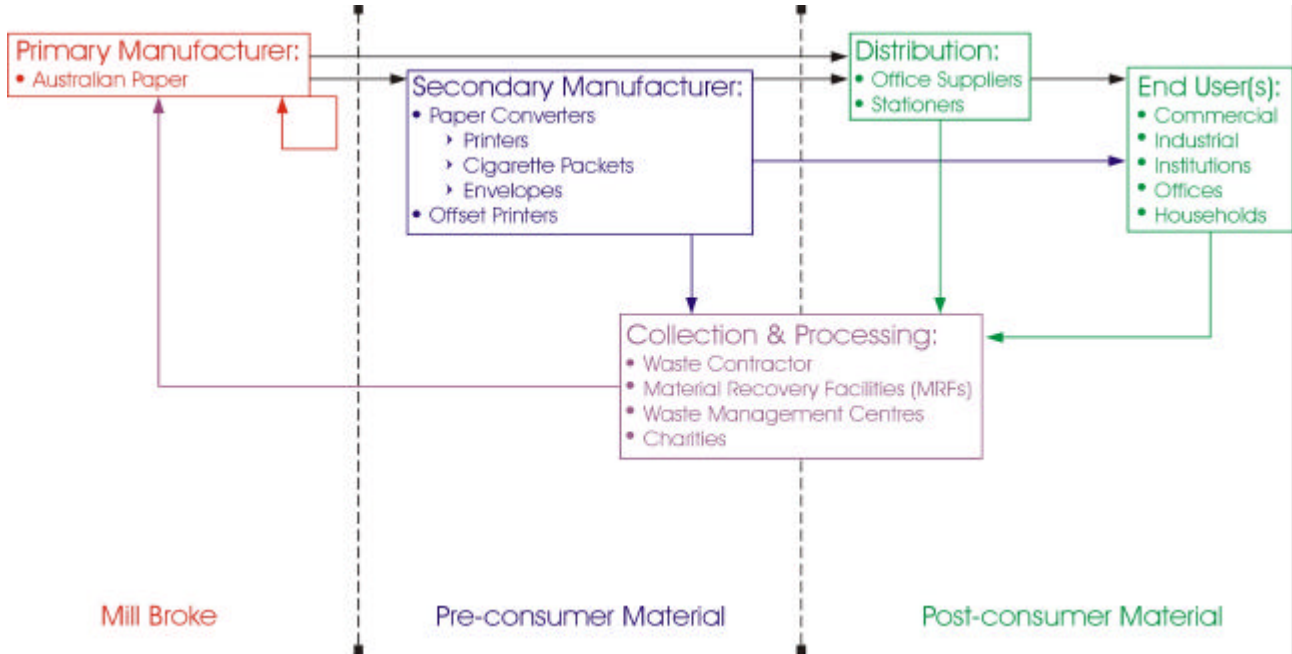 Primary Manufacturer:
• Australian Paper
Secondary Manufacturer:
• Paper Converters
› Printers
› Cigarette Packets
› Envelopes
• Offset Printers
Distribution:
• Office Suppliers
• Stationers
End User(s):
• Commercial
• Industrial
• Institutions
• Offices
• Households
Collection & Processing:
• Waste Contractor
• Material Recovery Facilities (MRFs)
• Waste Management Centres
• Charities
Mill Broke
Pre-consumer Material
Post-consumer Material